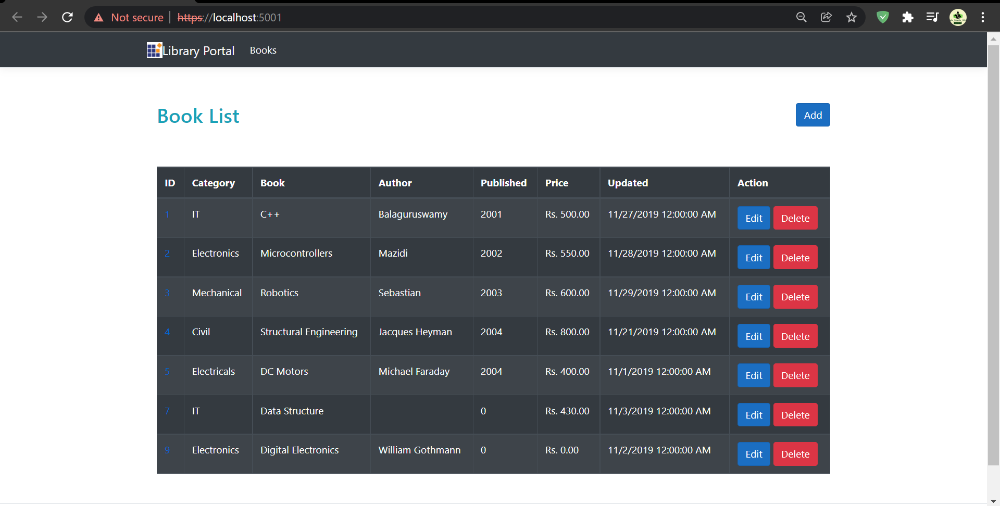 Not secure | https://localhost:5001
Library Portal Books
Book List Add
ID Category Book Author Published Price Updated Action
1 IT C++ Balaguruswamy 2001 Rs. 500.00 11/27/2019 12:00:00 AM Edit Delete
2 Electronics Microcontrollers Mazidi 2002 Rs. 550.00 11/28/2019 12:00:00 AM Edit Delete
3 Mechanical Robotics Sebastian 2003 Rs. 600.00 11/29/2019 12:00:00 AM Edit Delete
4 Civil Structural Engineering Jacques Heyman 2004 Rs. 800.00 11/21/2019 12:00:00 AM Edit Delete
5 Electricals DC Motors Michael Faraday 2004 Rs. 400.00 11/1/2019 12:00:00 AM Edit Delete
7 IT Data Structure 0 Rs. 430.00 11/3/2019 12:00:00 AM Edit Delete
9 Electronics Digital Electronics William Gothmann 0 Rs. 0.00 11/2/2019 12:00:00 AM Edit Delete